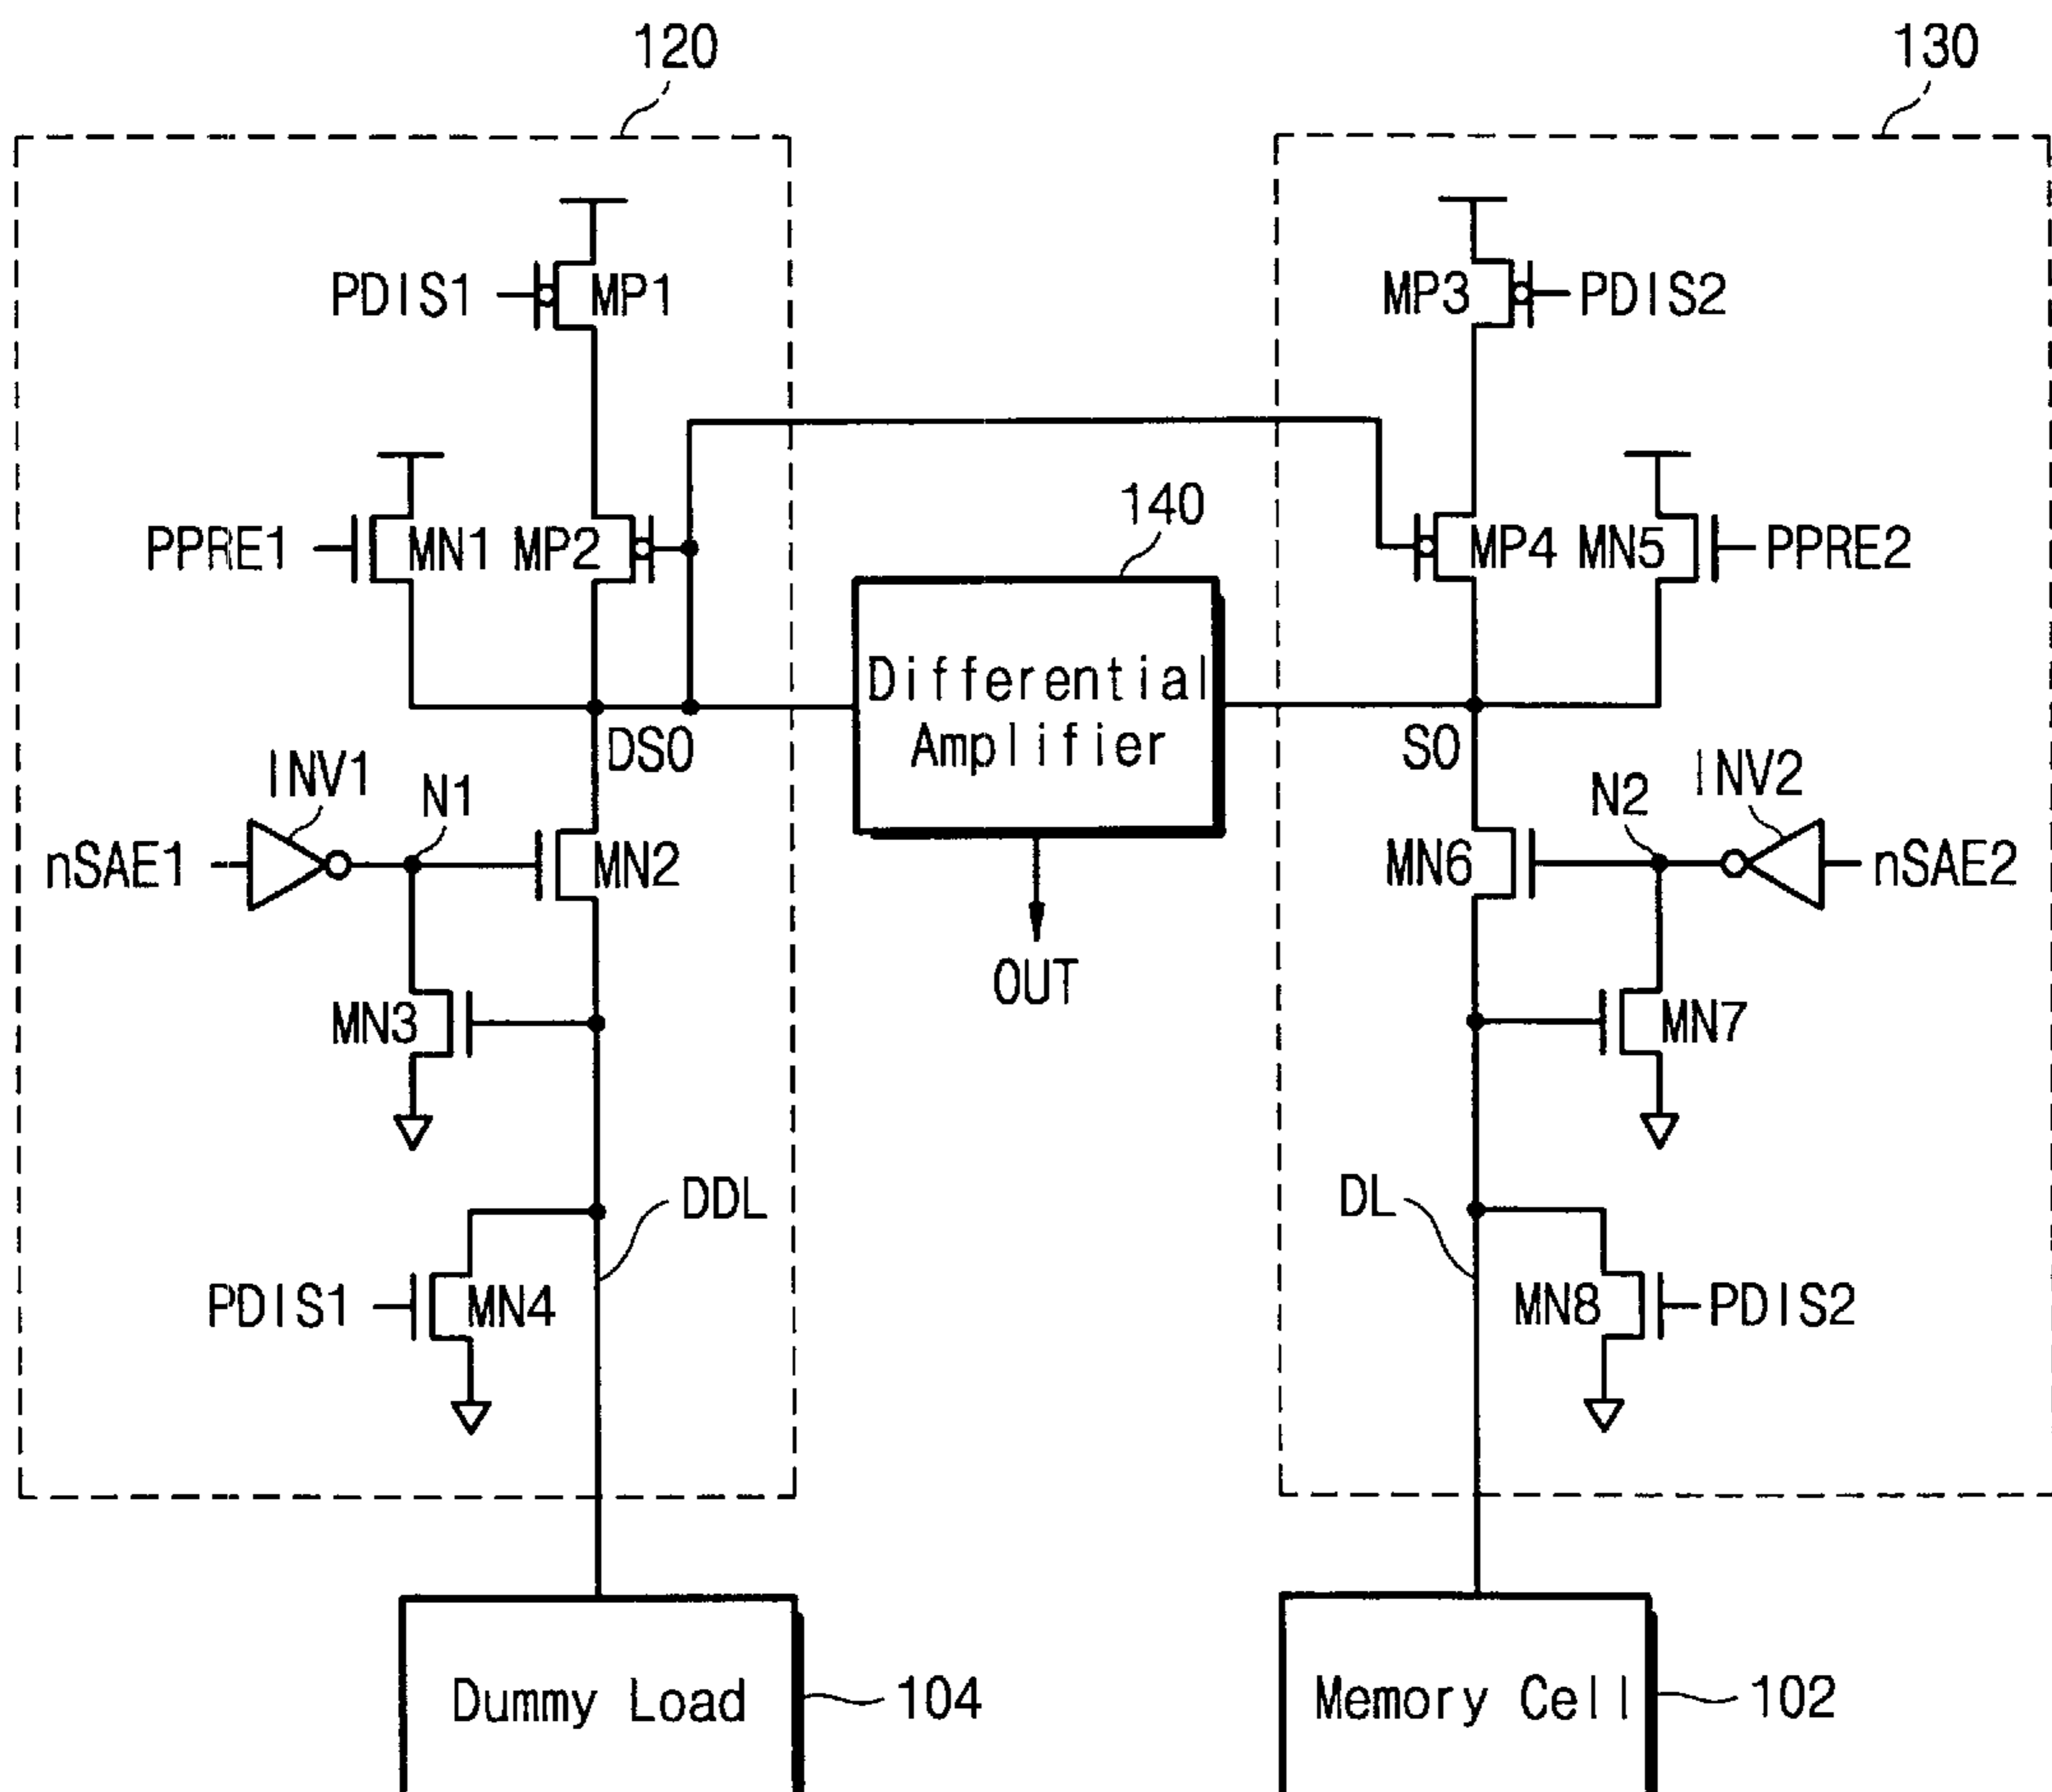 120
130
PDIS1
MP1
MP3
PDIS2
140
PPRE1
MN1
MP2
MP4
MN5
PPRE2
Differential
Amplifier
DS0
S0
INV1
N1
N2
INV2
nSAE1
MN2
MN6
nSAE2
OUT
MN3
MN7
DDL
DL
PDIS1
MN4
MN8
PDIS2
Dummy Load
104
Memory Cell
102